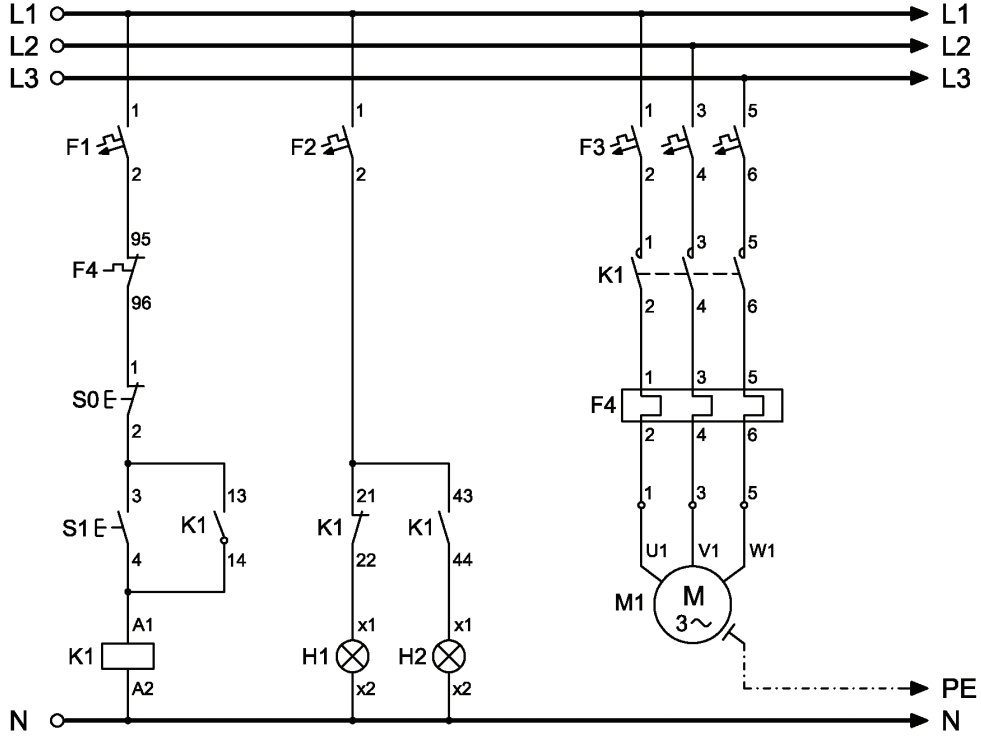 L1 L1
L2 L2
L3 L3
1 1 1 3 5
F1 F2 F3
2 2 2 4 6
95 1 3 5
F4 K1
96 2 4 6
1 1 3 5
S0 F4
2 2 4 6
3 13 21 43 1 3 5
S1 K1 K1 K1
4 14 22 44 U1 V1 W1
M1 M
3~
A1 x1 x1
K1 H1 H2
A2 x2 x2 PE
N N